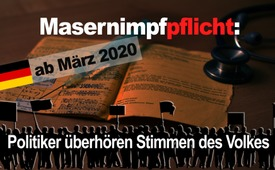 Masernimpfpflicht:
ab März 2020
Politiker überhören Stimmen des Volkes